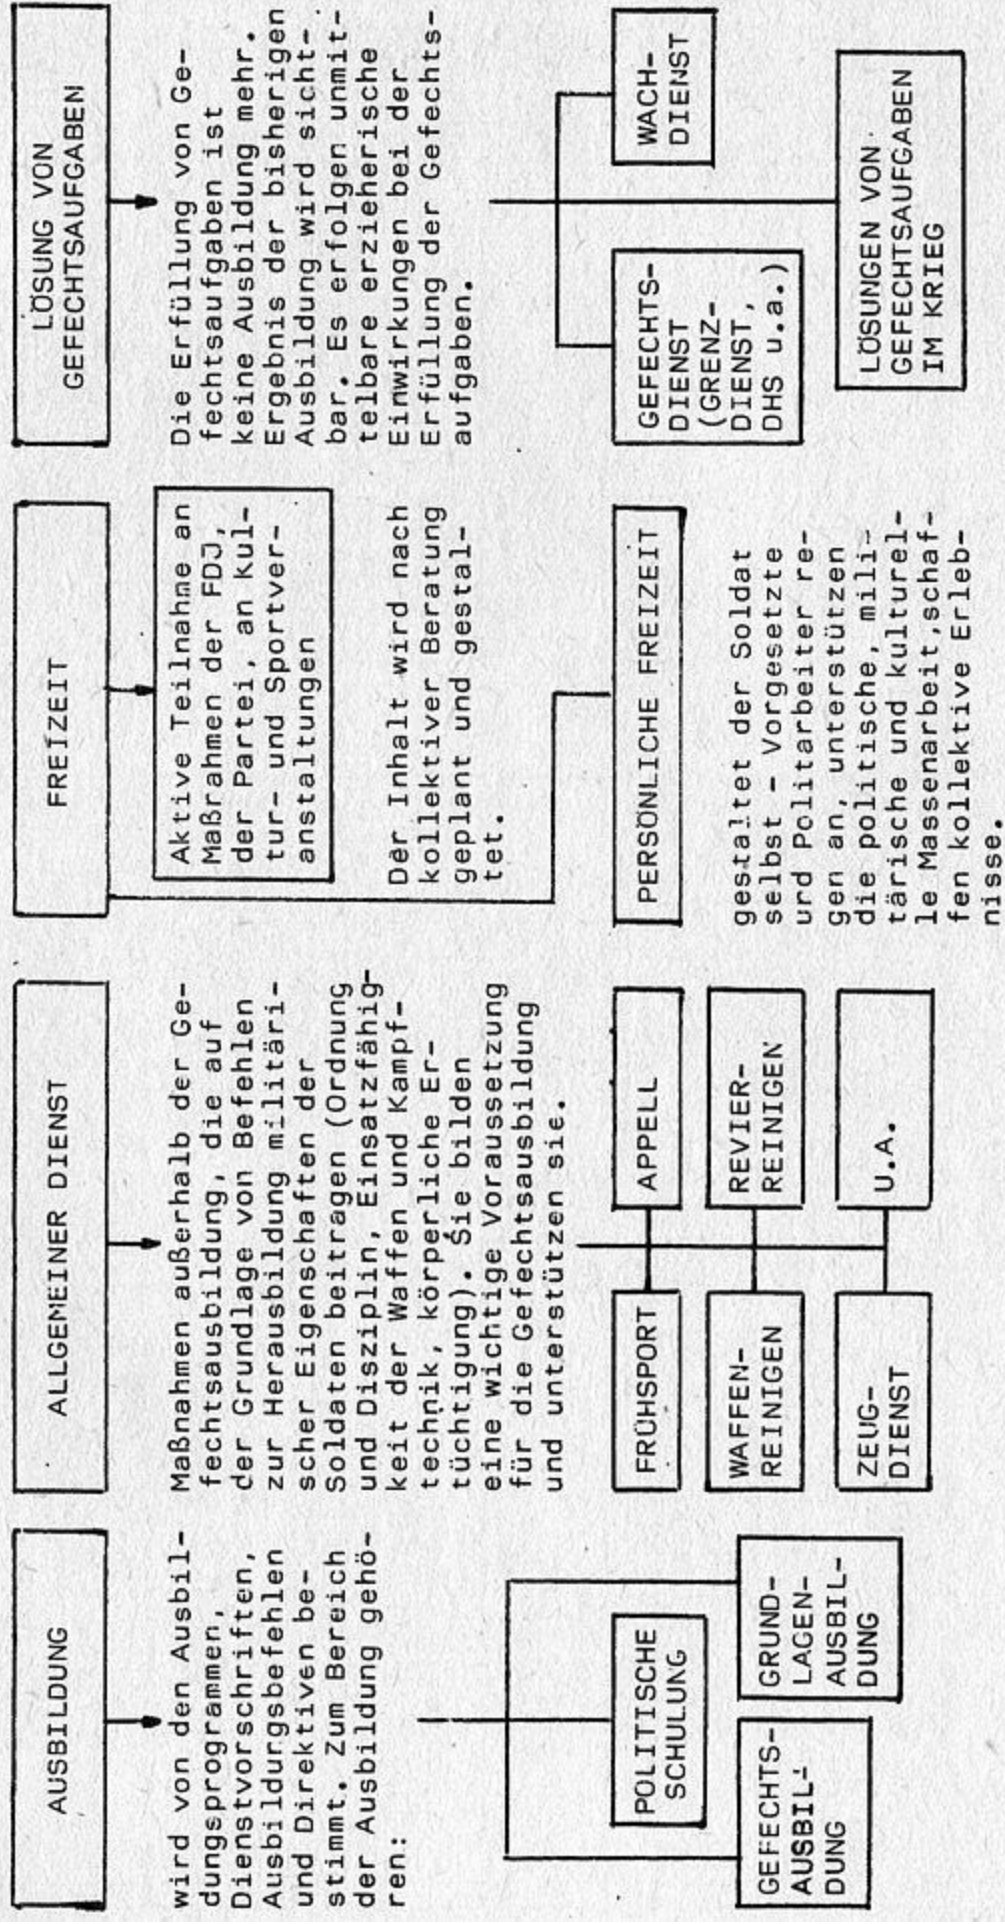 AUSBILDUNG
wird von den Ausbil-
dungsprogrammen,
Dienstvorschriften,
Ausbildungsbefehlen
und Direktiven be-
stimmt. Zum Bereich
der Ausbildung gehö-
ren:
POLITISCHE
SCHULUNG
GEFECHTS-
AUSBIL-
DUNG
GRUND-
LAGEN-
AUSBIL-
DUNG
ALLGEMEINER DIENST
Maßnahmen außerhalb der Ge-
fechtsausbildung, die auf
der Grundlage von Befehlen
zur Herausbildung militäri-
scher Eigenschaften der
Soldaten beitragen (Ordnung
und Disziplin, Einsatzfähig-
keit der Waffen und Kampf-
technik, körperliche Er-
tüchtigung). Sie bilden
eine wichtige Voraussetzung
für die Gefechtsausbildung
und unterstützen sie.
FRÜHSPORT
APPELL
WAFFEN-
REINIGEN
REVIER-
REINIGEN
ZEUG-
DIENST
U.A.
FREIZEIT
Aktive Teilnahme an
Maßrahmen der FDJ,
der Partei, an Kul-
tur- und Sportver-
anstaltungen
Der Inhalt wird nach
kollektiver Beratung
geplant und gestal-
tet.
PERSÖNLICHE FREIZEIT
gestaltet der Soldat
selbst - Vorgesetzte
und Politarbeiter re-
gen an, unterstützen
die politische, mili-
tärische und kulturel-
le Massenarbeit,schaf-
fen kollektive Erleb-
nisse.
LÖSUNG VON
GEFECHTSAUFGABEN
Die Erfüllung von Ge-
fechtsaufgaben ist
keine Ausbildung mehr.
Ergebnis der bisherigen
Ausbildung wird sicht-
bar. Es erfolgen unmit-
telbare erzieherische
Einwirkungen bei der
Erfüllung der Gefechts-
aufgaben.
GEFECHTS-
DIENST
(GRENZ-
DIENST,
DHS u.a.)
WACH-
DIENST
LÖSUNGEN VON
GEFECHTSAUFGABEN
IM KRIEG